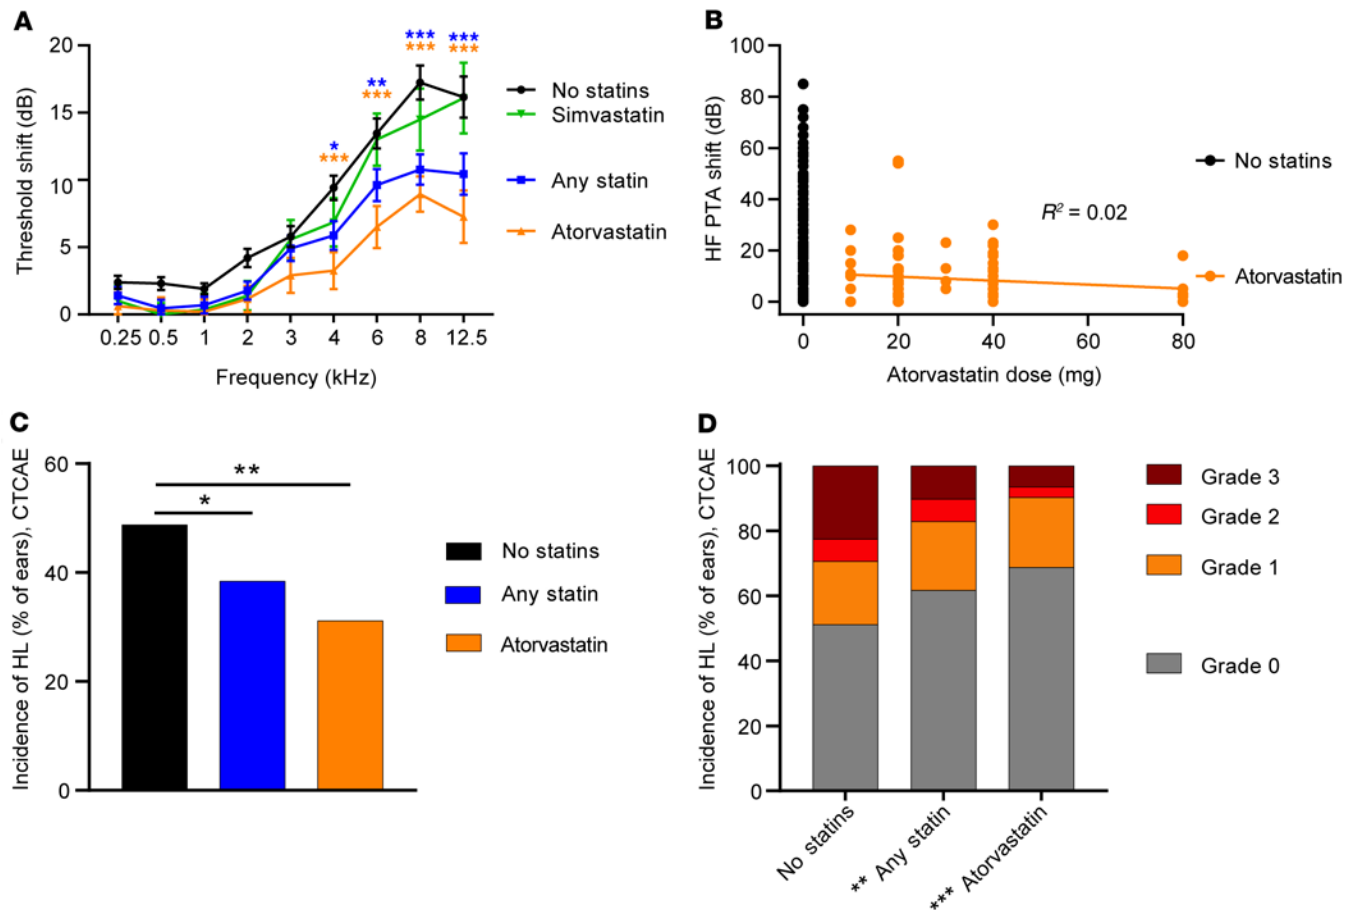 A
20
15
10
5
0
Threshold shift (dB)
*
***
**
***
***
***
***
***
0.25 0.5 1 2 3 4 6 8 12.5
Frequency (kHz)
No statins
Simvastatin
Any statin
Atorvastatin
B
100
80
60
40
20
0
HF PTA shift (dB)
R² = 0.02
0 20 40 60 80
Atorvastatin dose (mg)
No statins
Atorvastatin
C
60
40
20
0
Incidence of HL (% of ears), CTCAE
**
*
No statins
Any statin
Atorvastatin
D
100
80
60
40
20
0
Incidence of HL (% of ears), CTCAE
No statins
** Any statin
*** Atorvastatin
Grade 3
Grade 2
Grade 1
Grade 0